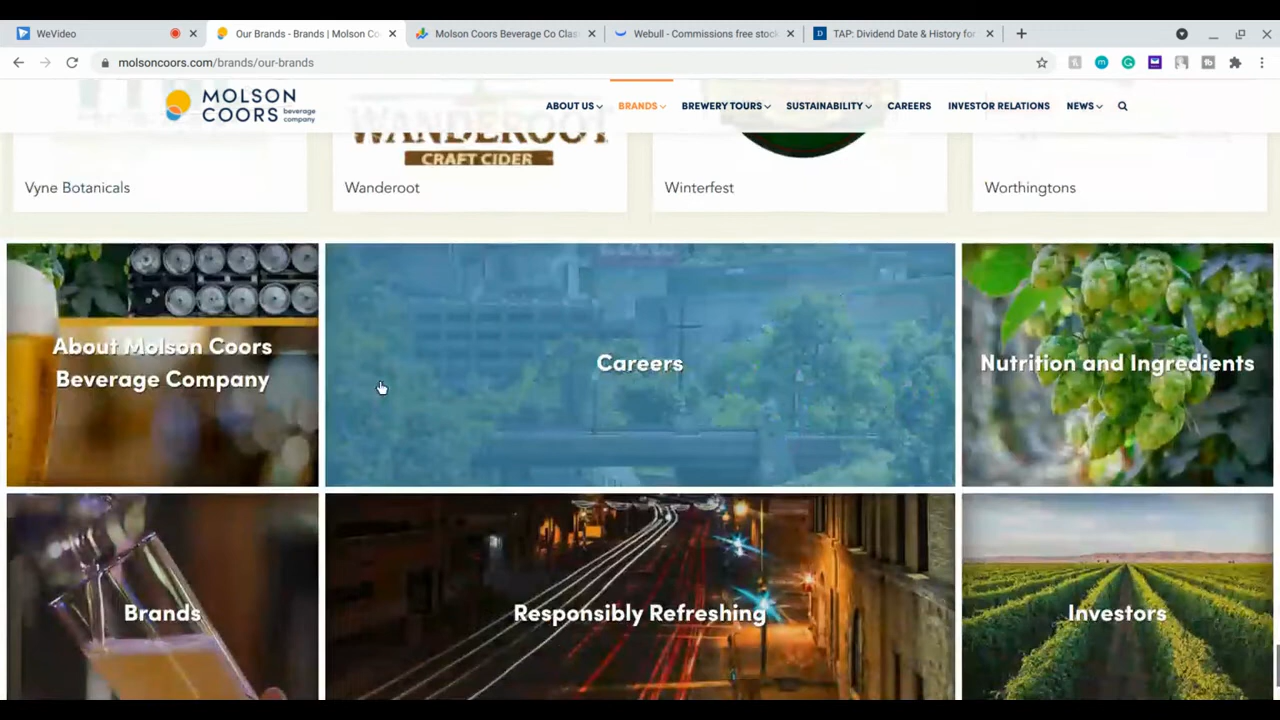 WeVideo
Our Brands - Brands | Molson Co
Molson Coors Beverage Co Clas
Webull - Commissions free stock
TAP: Dividend Date & History for
molsoncoors.com/brands/our-brands
MOLSON
COORS beverage
company
ABOUT US
BRANDS
BREWERY TOURS
SUSTAINABILITY
CAREERS
INVESTOR RELATIONS
NEWS
WANDEROOT
CRAFT CIDER
Vyne Botanicals
Wanderoot
Winterfest
Worthingtons
About Molson Coors
Beverage Company
Careers
Nutrition and Ingredients
Brands
Responsibly Refreshing
Investors